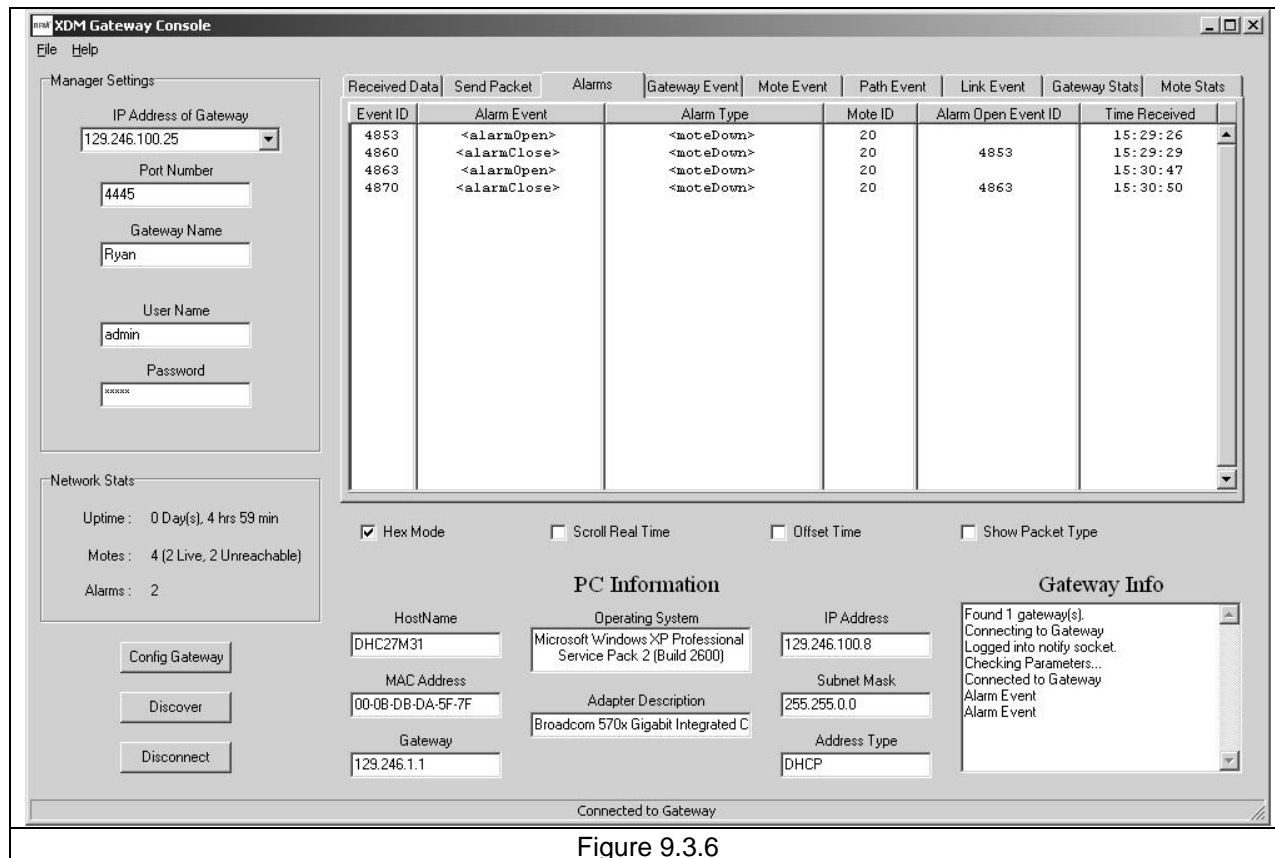 XDM Gateway Console
File Help
Manager Settings
IP Address of Gateway
129.246.100.25
Port Number
4445
Gateway Name
Ryan
User Name
admin
Password
xxxxx
Network Stats
Uptime : 0 Day(s), 4 hrs 59 min
Motes : 4 (2 Live, 2 Unreachable)
Alarms : 2
Config Gateway
Discover
Disconnect
Received Data Send Packet Alarms Gateway Event Mote Event Path Event Link Event Gateway Stats Mote Stats
Event ID Alarm Event Alarm Type Mote ID Alarm Open Event ID Time Received
4853 <alarmOpen> <moteDown> 20 15:29:26
4860 <alarmClose> <moteDown> 20 4853 15:29:29
4863 <alarmOpen> <moteDown> 20 15:30:47
4870 <alarmClose> <moteDown> 20 4863 15:30:50
Hex Mode Scroll Real Time Offset Time Show Packet Type
PC Information
HostName
DHC27M31
MAC Address
00-0B-DB-DA-5F-7F
Gateway
129.246.1.1
Operating System
Microsoft Windows XP Professional
Service Pack 2 (Build 2600)
Adapter Description
Broadcom 570x Gigabit Integrated C
IP Address
129.246.100.8
Subnet Mask
255.255.0.0
Address Type
DHCP
Gateway Info
Found 1 gateway(s).
Connecting to Gateway
Logged into notify socket.
Checking Parameters...
Connected to Gateway
Alarm Event
Alarm Event
Connected to Gateway
Figure 9.3.6